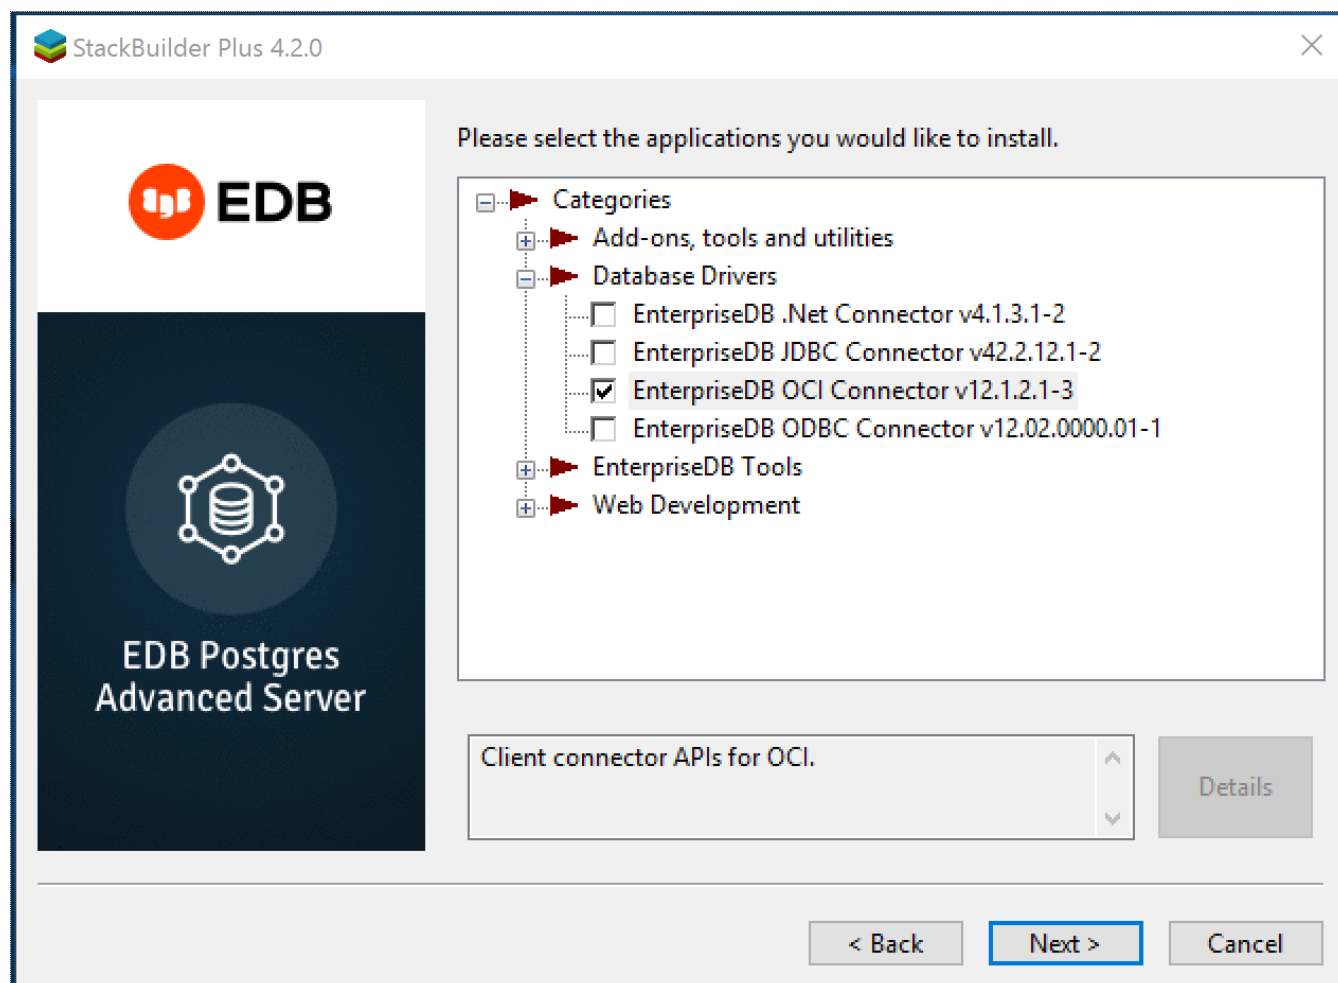 StackBuilder Plus 4.2.0
EDB
EDB Postgres
Advanced Server
Please select the applications you would like to install.
Categories
Add-ons, tools and utilities
Database Drivers
EnterpriseDB .Net Connector v4.1.3.1-2
EnterpriseDB JDBC Connector v42.2.12.1-2
EnterpriseDB OCI Connector v12.1.2.1-3
EnterpriseDB ODBC Connector v12.02.0000.01-1
EnterpriseDB Tools
Web Development
Client connector APIs for OCI.
Details
< Back
Next >
Cancel